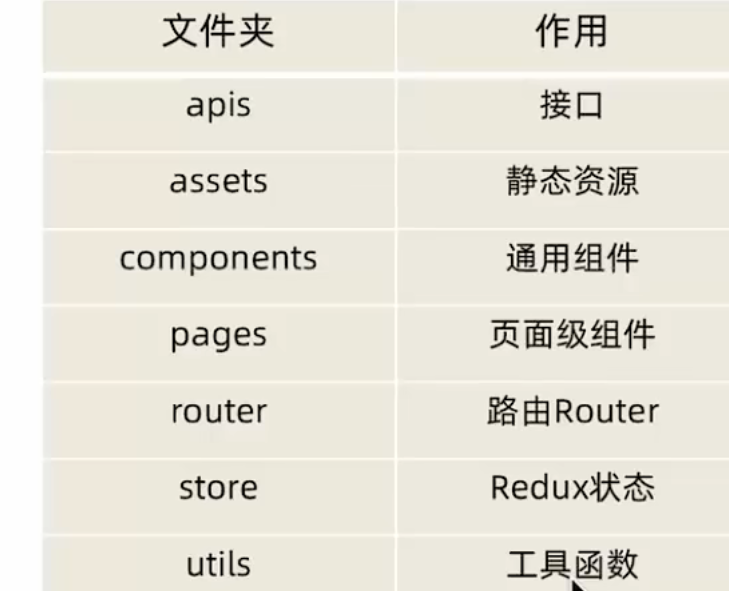 文件夹 作用
apis 接口
assets 静态资源
components 通用组件
pages 页面级组件
router 路由Router
store Redux状态
utils 工具函数